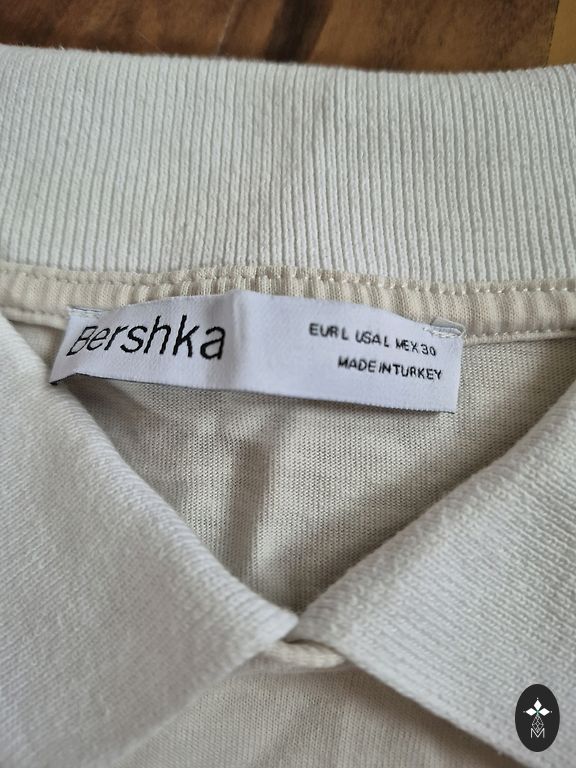 Bershka
EUR L USA L MEX 30
MADE IN TURKEY
M